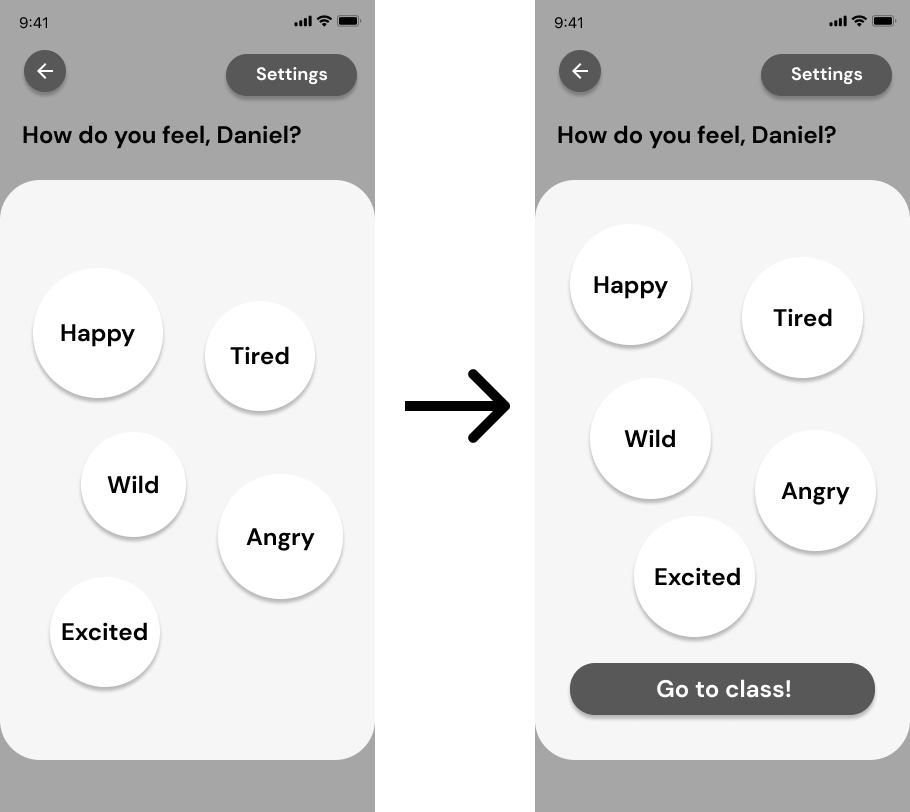 9:41
Settings
How do you feel, Daniel?
Happy
Tired
Wild
Angry
Excited
9:41
Settings
How do you feel, Daniel?
Happy
Tired
Wild
Angry
Excited
Go to class!